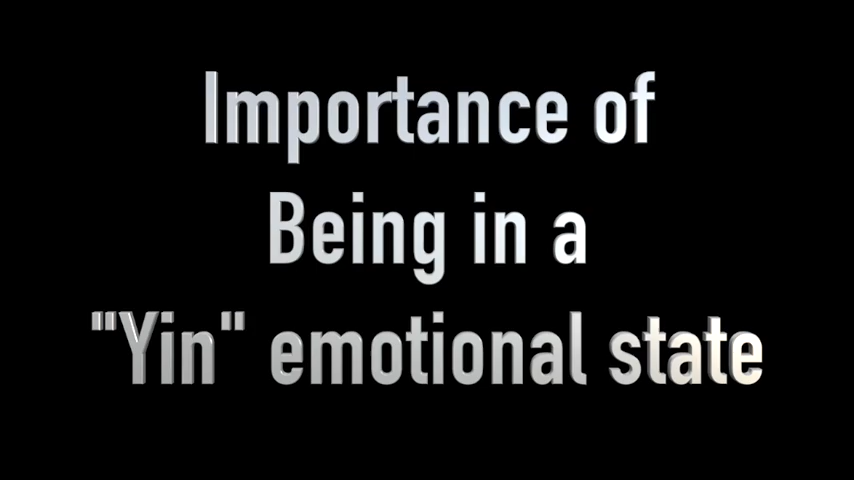 Importance of
Being in a
"Yin" emotional state